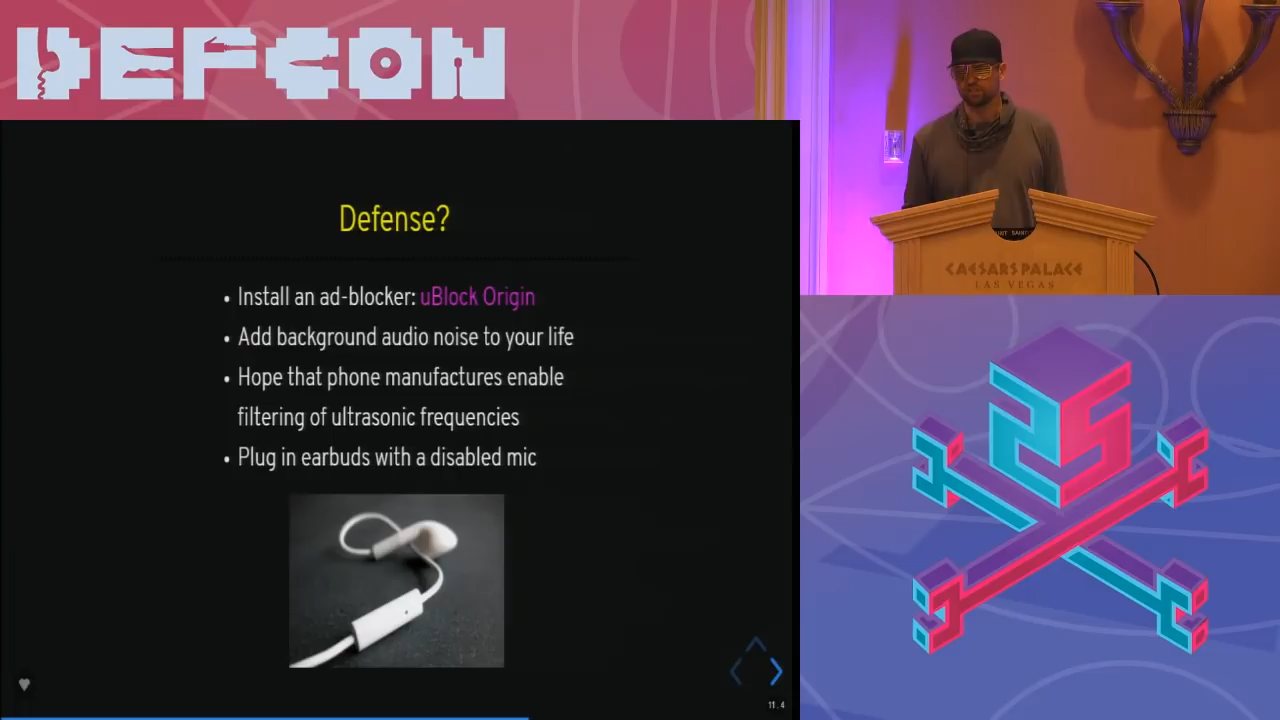 DEFCON
Defense?
• Install an ad-blocker: uBlock Origin
• Add background audio noise to your life
• Hope that phone manufactures enable
filtering of ultrasonic frequencies
• Plug in earbuds with a disabled mic
11.4
CAESARS PALACE
LAS VEGAS
25